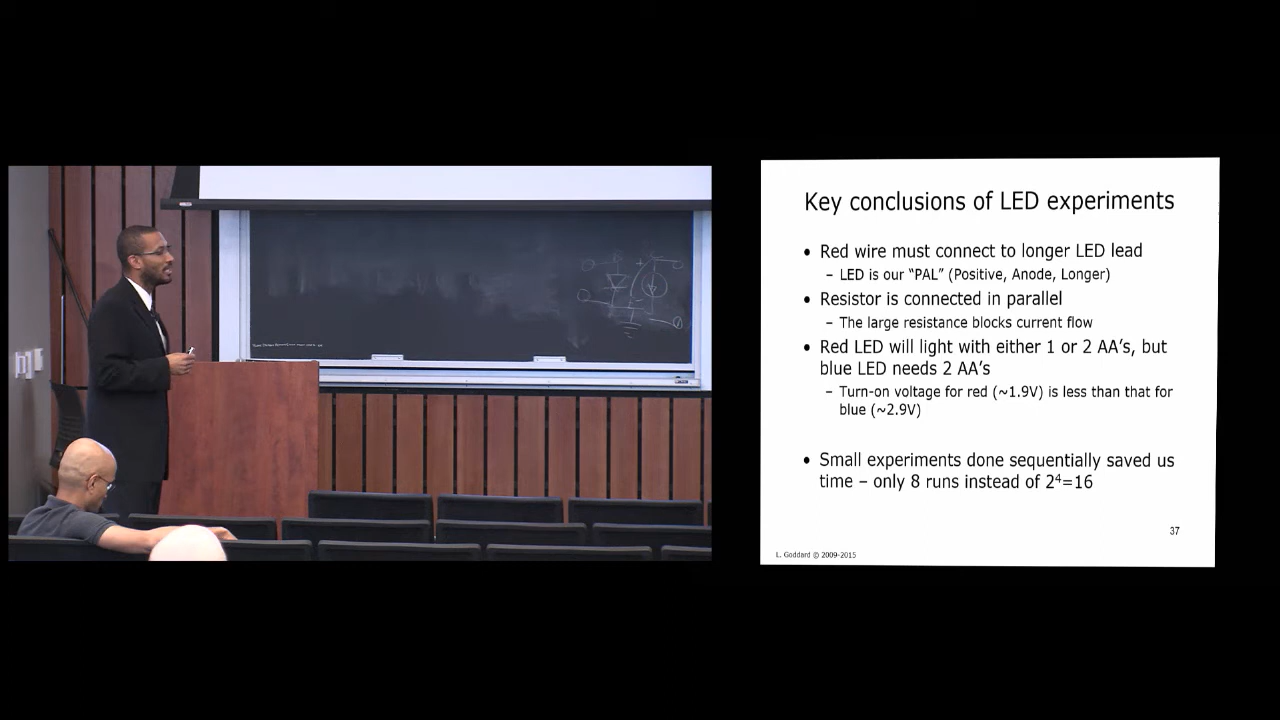 Key conclusions of LED experiments
• Red wire must connect to longer LED lead
– LED is our “PAL” (Positive, Anode, Longer)
• Resistor is connected in parallel
– The large resistance blocks current flow
• Red LED will light with either 1 or 2 AA’s, but
blue LED needs 2 AA’s
– Turn-on voltage for red (~1.9V) is less than that for
blue (~2.9V)
• Small experiments done sequentially saved us
time – only 8 runs instead of 2⁴=16
37
L. Goddard © 2009-2015